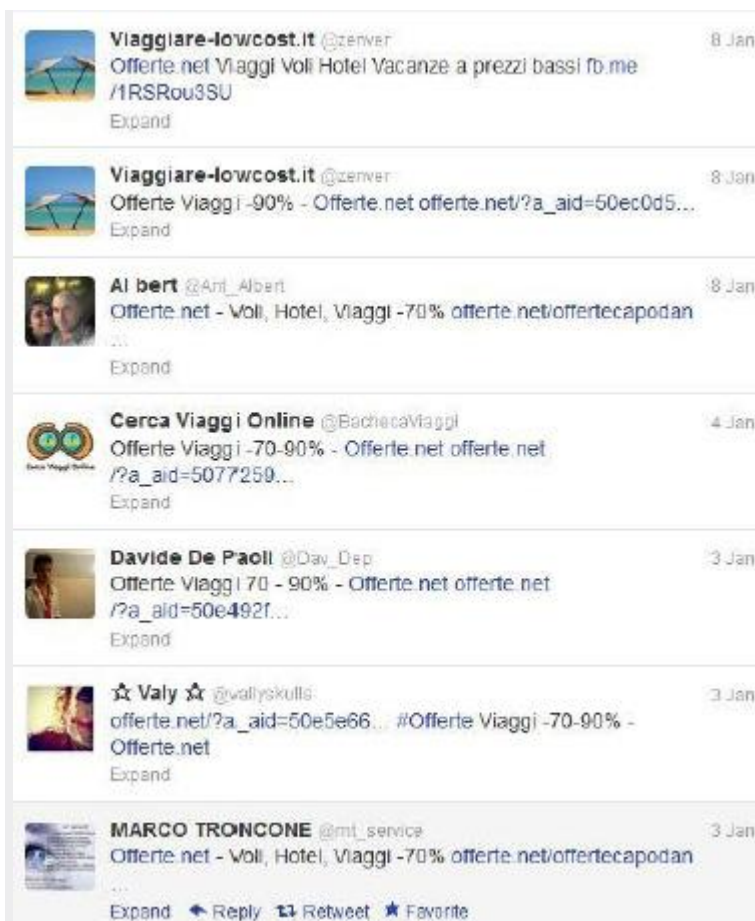 Viaggiare-lowcost.it @zenver 8 Jan
Offerte.net Viaggi Voli Hotel Vacanze a prezzi bassi fb.me
/1RSRou3SU
Expand
Viaggiare-lowcost.it @zenver 8 Jan
Offerte Viaggi -90% - Offerte.net offerte.net/?a_aid=50ec0d5...
Expand
Al bert @Ant_Albert 8 Jan
Offerte.net - Voli, Hotel, Viaggi -70% offerte.net/offertecapodan
...
Expand
Cerca Viaggi Online @BachecaViaggi 4 Jan
Offerte Viaggi -70-90% - Offerte.net offerte.net
/?a_aid=5077259...
Cerca Viaggi Online
Expand
Davide De Paoli @Dav_Dep 3 Jan
Offerte Viaggi 70 - 90% - Offerte.net offerte.net
/?a_aid=50e492f...
Expand
☆ Valy ☆ @vallyskulls 3 Jan
offerte.net/?a_aid=50e5e66... #Offerte Viaggi -70-90% -
Offerte.net
Expand
MARCO TRONCONE @mt_service 3 Jan
Offerte.net - Voli, Hotel, Viaggi -70% offerte.net/offertecapodan
...
Expand Reply Retweet Favorite